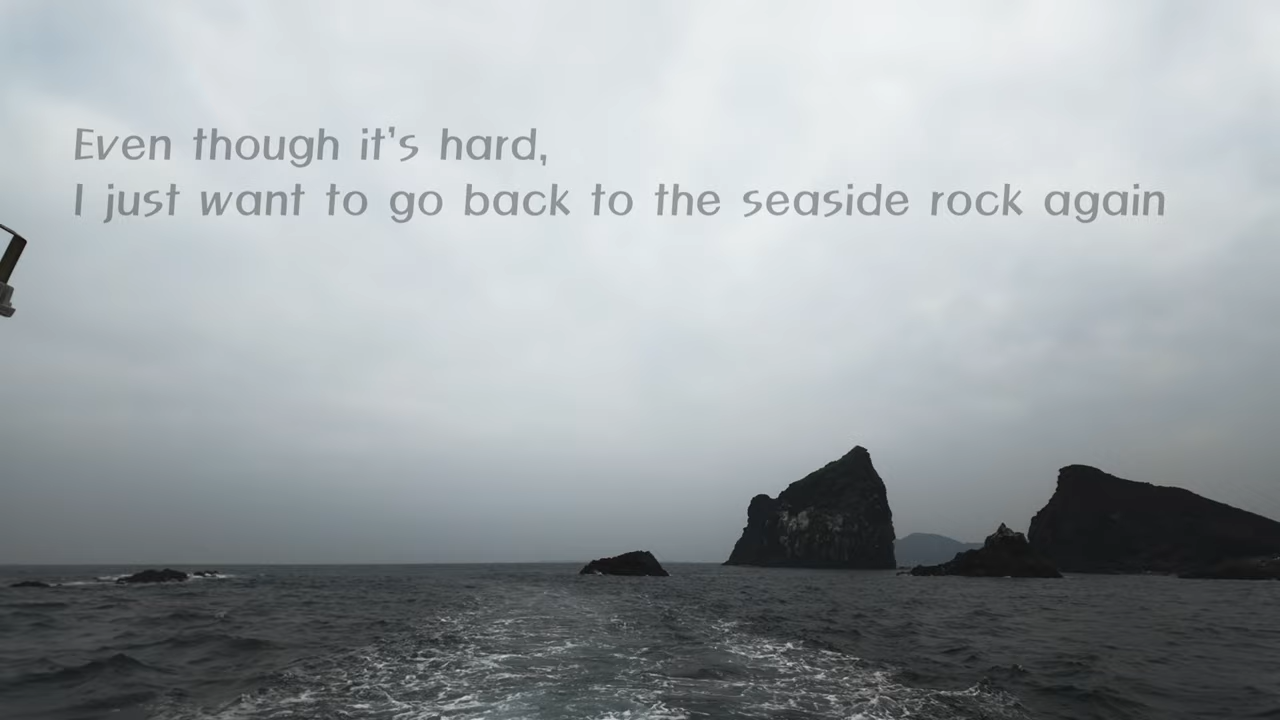 Even though it's hard,
I just want to go back to the seaside rock again